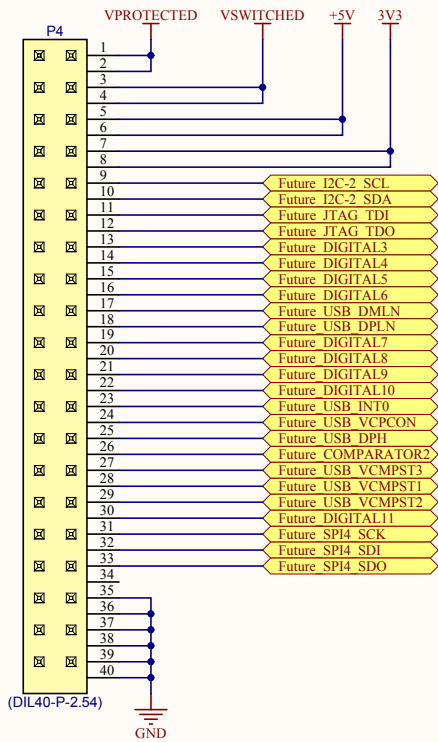 VPROTECTED VSWITCHED +5V 3V3
P4
1
2
3
4
5
6
7
8
9 Future_I2C-2_SCL
10 Future_I2C-2_SDA
11 Future_JTAG_TDI
12 Future_JTAG_TDO
13 Future_DIGITAL3
14 Future_DIGITAL4
15 Future_DIGITAL5
16 Future_DIGITAL6
17 Future_USB_DMLN
18 Future_USB_DPLN
19 Future_DIGITAL7
20 Future_DIGITAL8
21 Future_DIGITAL9
22 Future_DIGITAL10
23 Future_USB_INT0
24 Future_USB_VCPCON
25 Future_USB_DPH
26 Future_COMPARATOR2
27 Future_USB_VCMPST3
28 Future_USB_VCMPST1
29 Future_USB_VCMPST2
30 Future_DIGITAL11
31 Future_SPI4_SCK
32 Future_SPI4_SDI
33 Future_SPI4_SDO
34
35
36
37
38
39
40
(DIL40-P-2.54)
GND